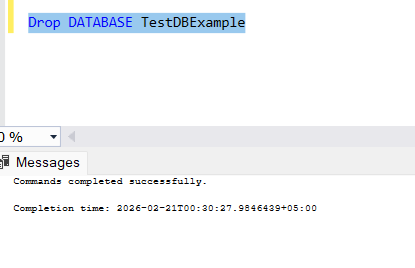 Drop DATABASE TestDBExample
0 %
Messages
Commands completed successfully.
Completion time: 2026-02-21T00:30:27.9846439+05:00